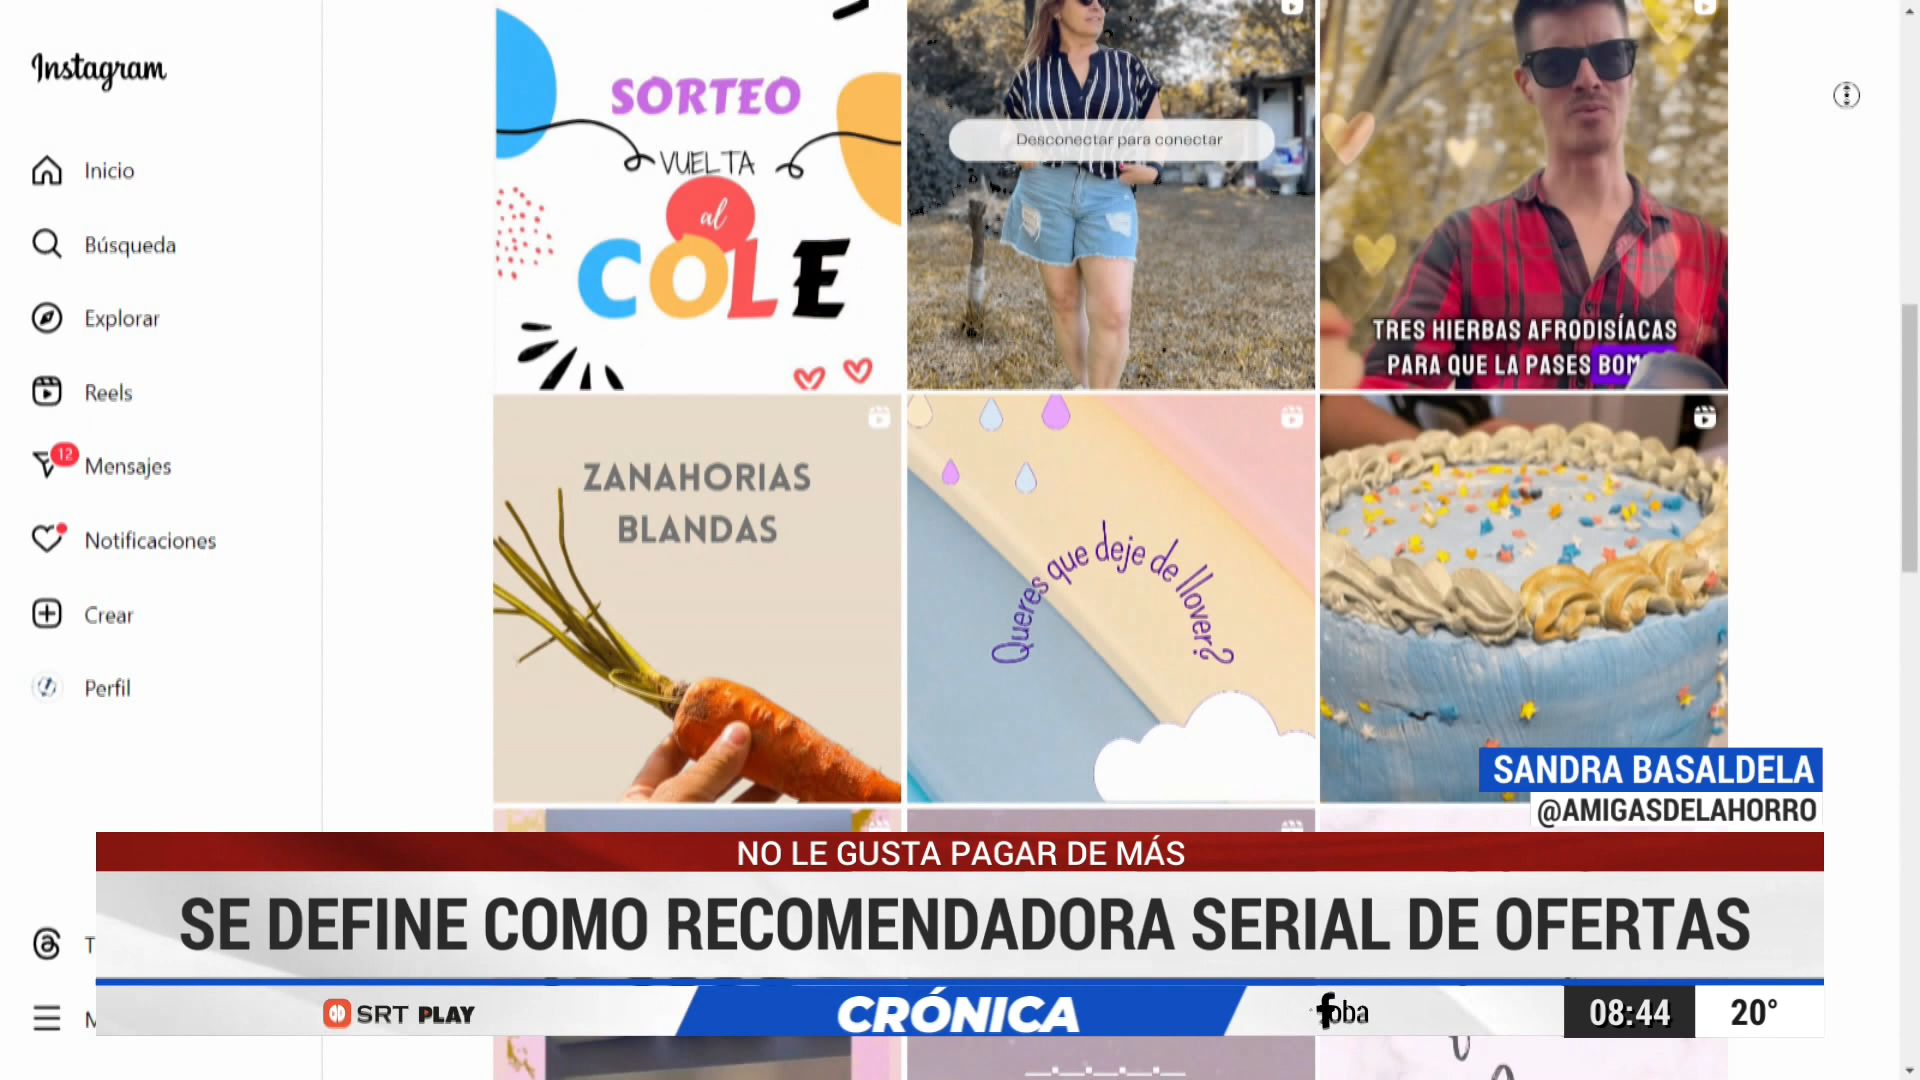 Instagram
Inicio
Búsqueda
Explorar
Reels
12
Mensajes
Notificaciones
Crear
Perfil
SORTEO
VUELTA
al
COLE
Desconectar para conectar
TRES HIERBAS AFRODISÍACAS
PARA QUE LA PASES BOM
ZANAHORIAS
BLANDAS
Queres que deje de llover?
SANDRA BASALDELA
@AMIGASDELAHORRO
NO LE GUSTA PAGAR DE MÁS
SE DEFINE COMO RECOMENDADORA SERIAL DE OFERTAS
T
M
SRT PLAY
CRÓNICA
08:44
20°